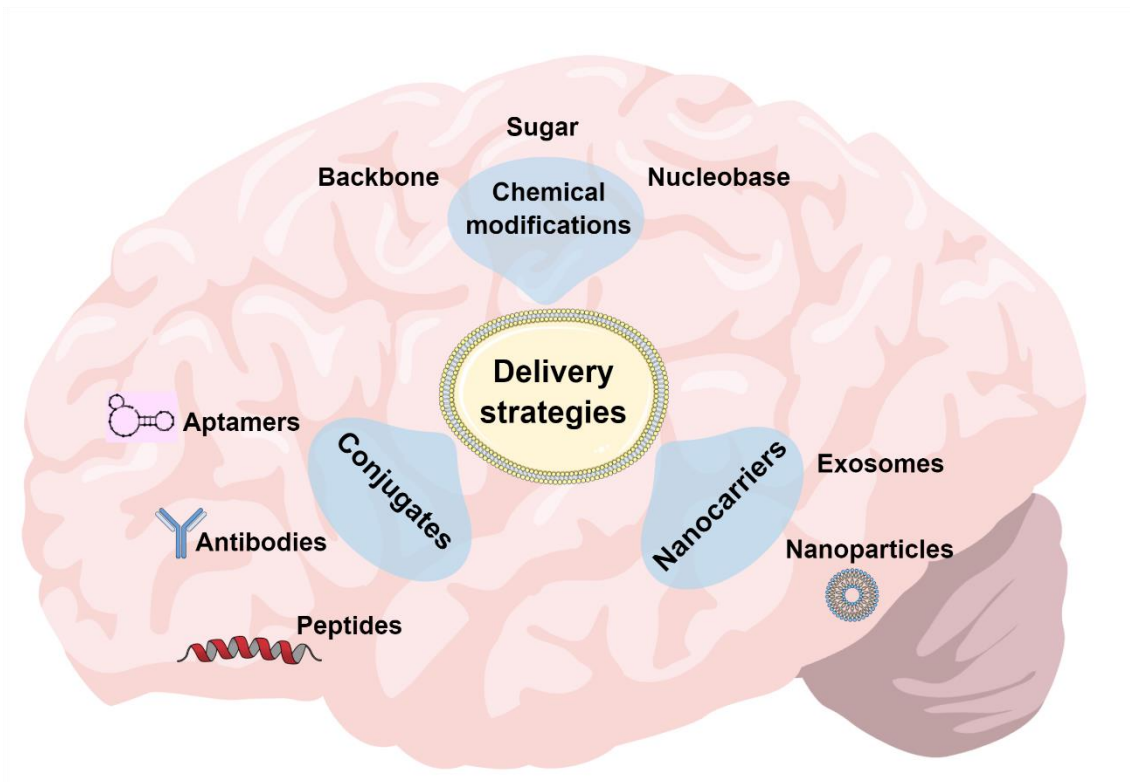 Sugar
Backbone
Nucleobase
Chemical
modifications
Delivery
strategies
Aptamers
Conjugates
Nanocarriers
Exosomes
Antibodies
Nanoparticles
Peptides